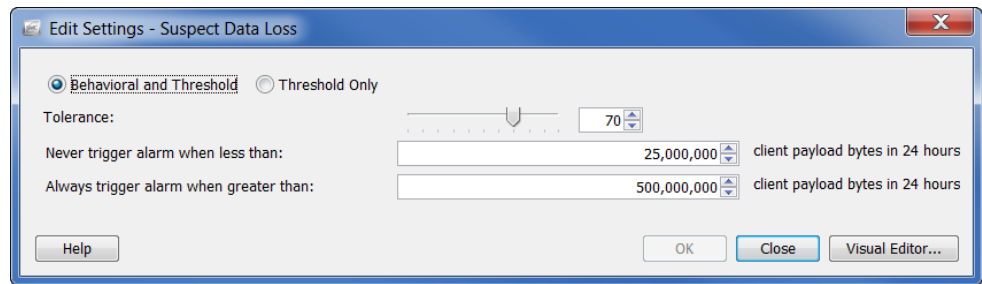 Edit Settings - Suspect Data Loss
Behavioral and Threshold Threshold Only
Tolerance: 70
Never trigger alarm when less than: 25,000,000 client payload bytes in 24 hours
Always trigger alarm when greater than: 500,000,000 client payload bytes in 24 hours
Help OK Close Visual Editor...